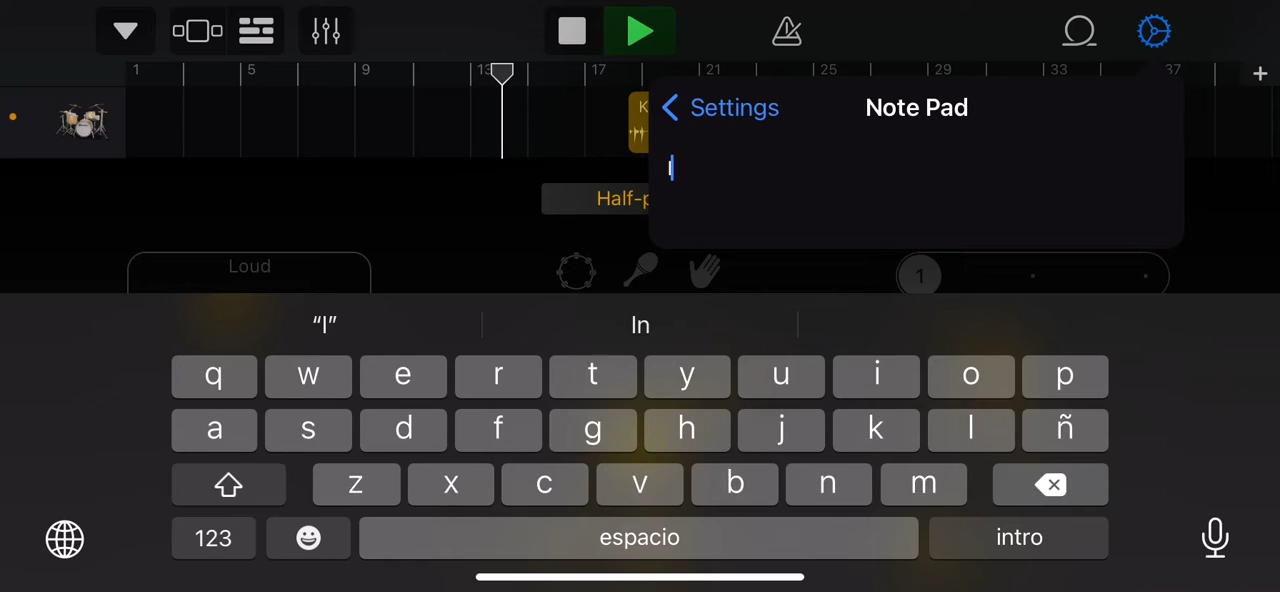 1 5 9 13 17 21 25 29 33 37
K
Settings Note Pad
I
Half-p
Loud
1
“I” In
q w e r t y u i o p
a s d f g h j k l ñ
z x c v b n m
123 espacio intro